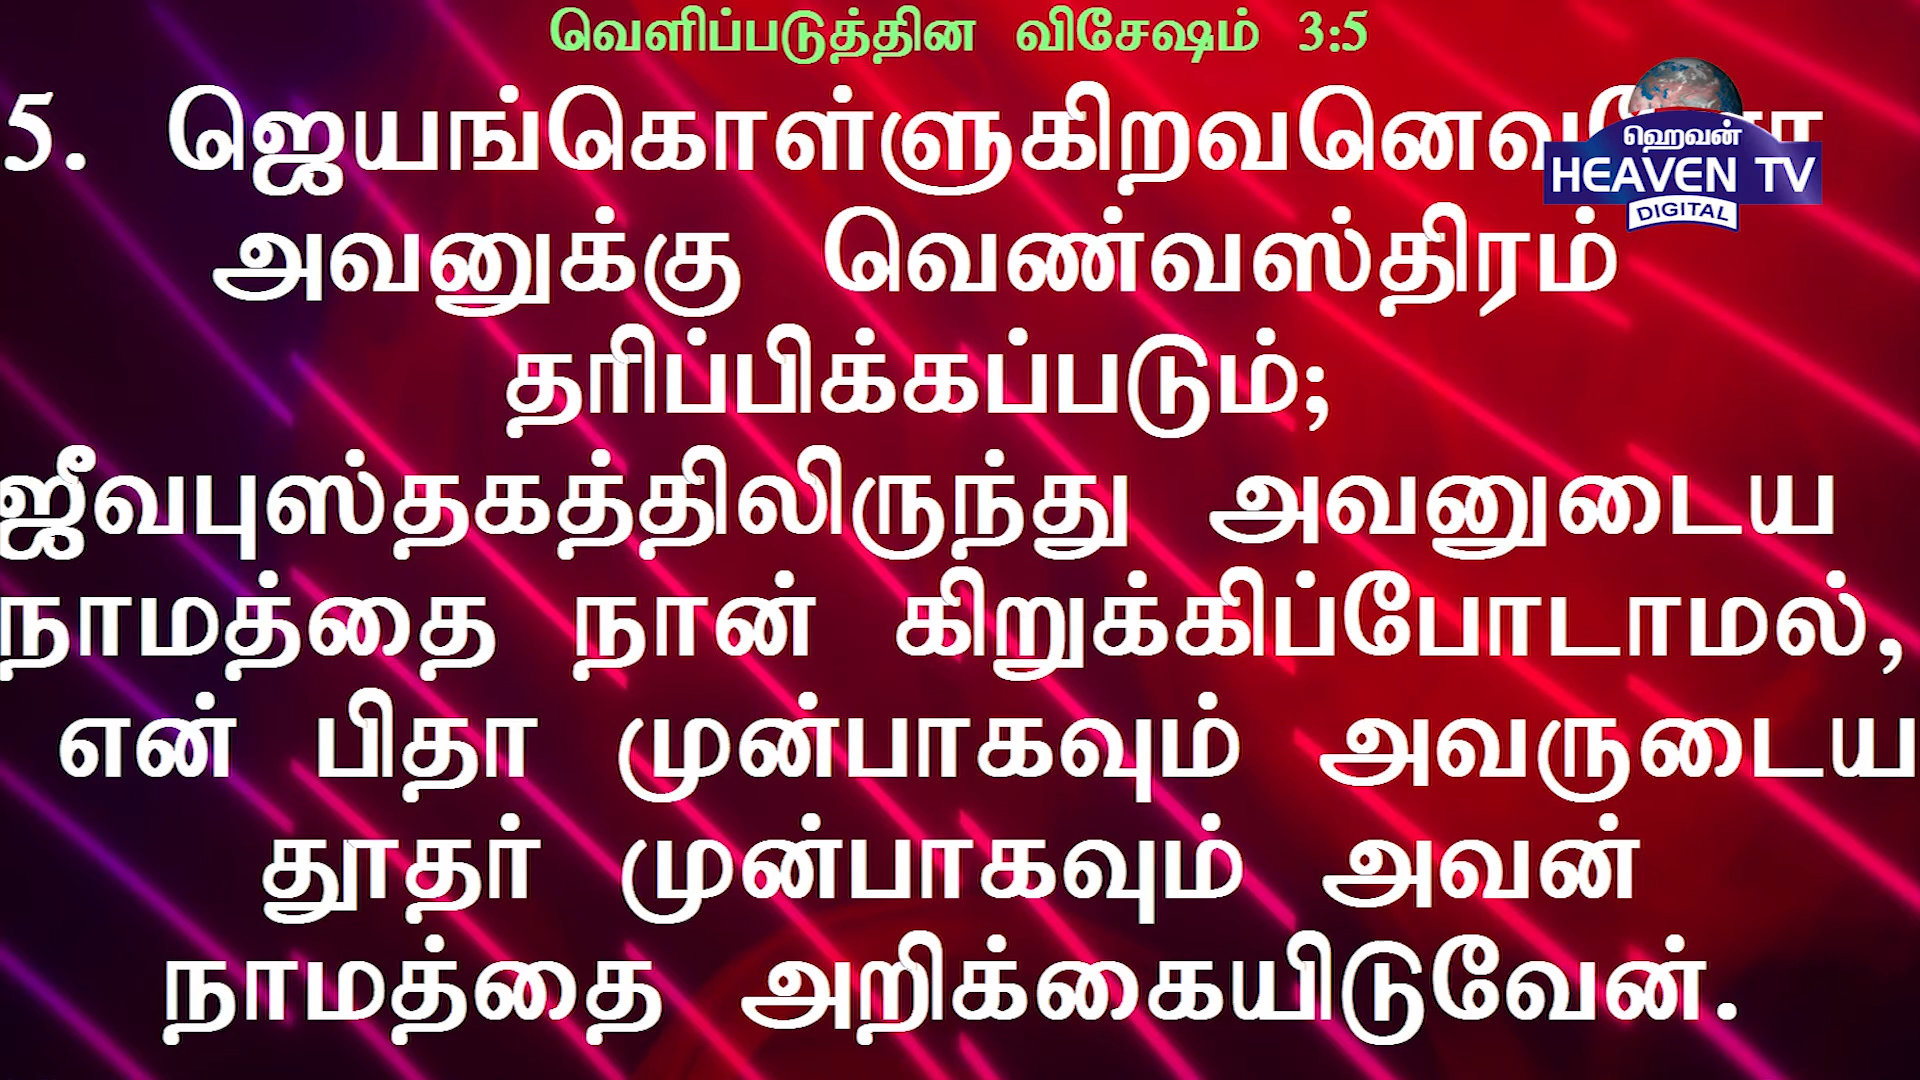 வெளிப்படுத்தின விசேஷம் 3:5
5. ஜெயங்கொள்ளுகிறவனெவனோ
ஹெவன்
HEAVEN TV
DIGITAL
அவனுக்கு வெண்வஸ்திரம்
தரிப்பிக்கப்படும்;
ஜீவபுஸ்தகத்திலிருந்து அவனுடைய
நாமத்தை நான் கிறுக்கிப்போடாமல்,
என் பிதா முன்பாகவும் அவருடைய
தூதர் முன்பாகவும் அவன்
நாமத்தை அறிக்கையிடுவேன்.